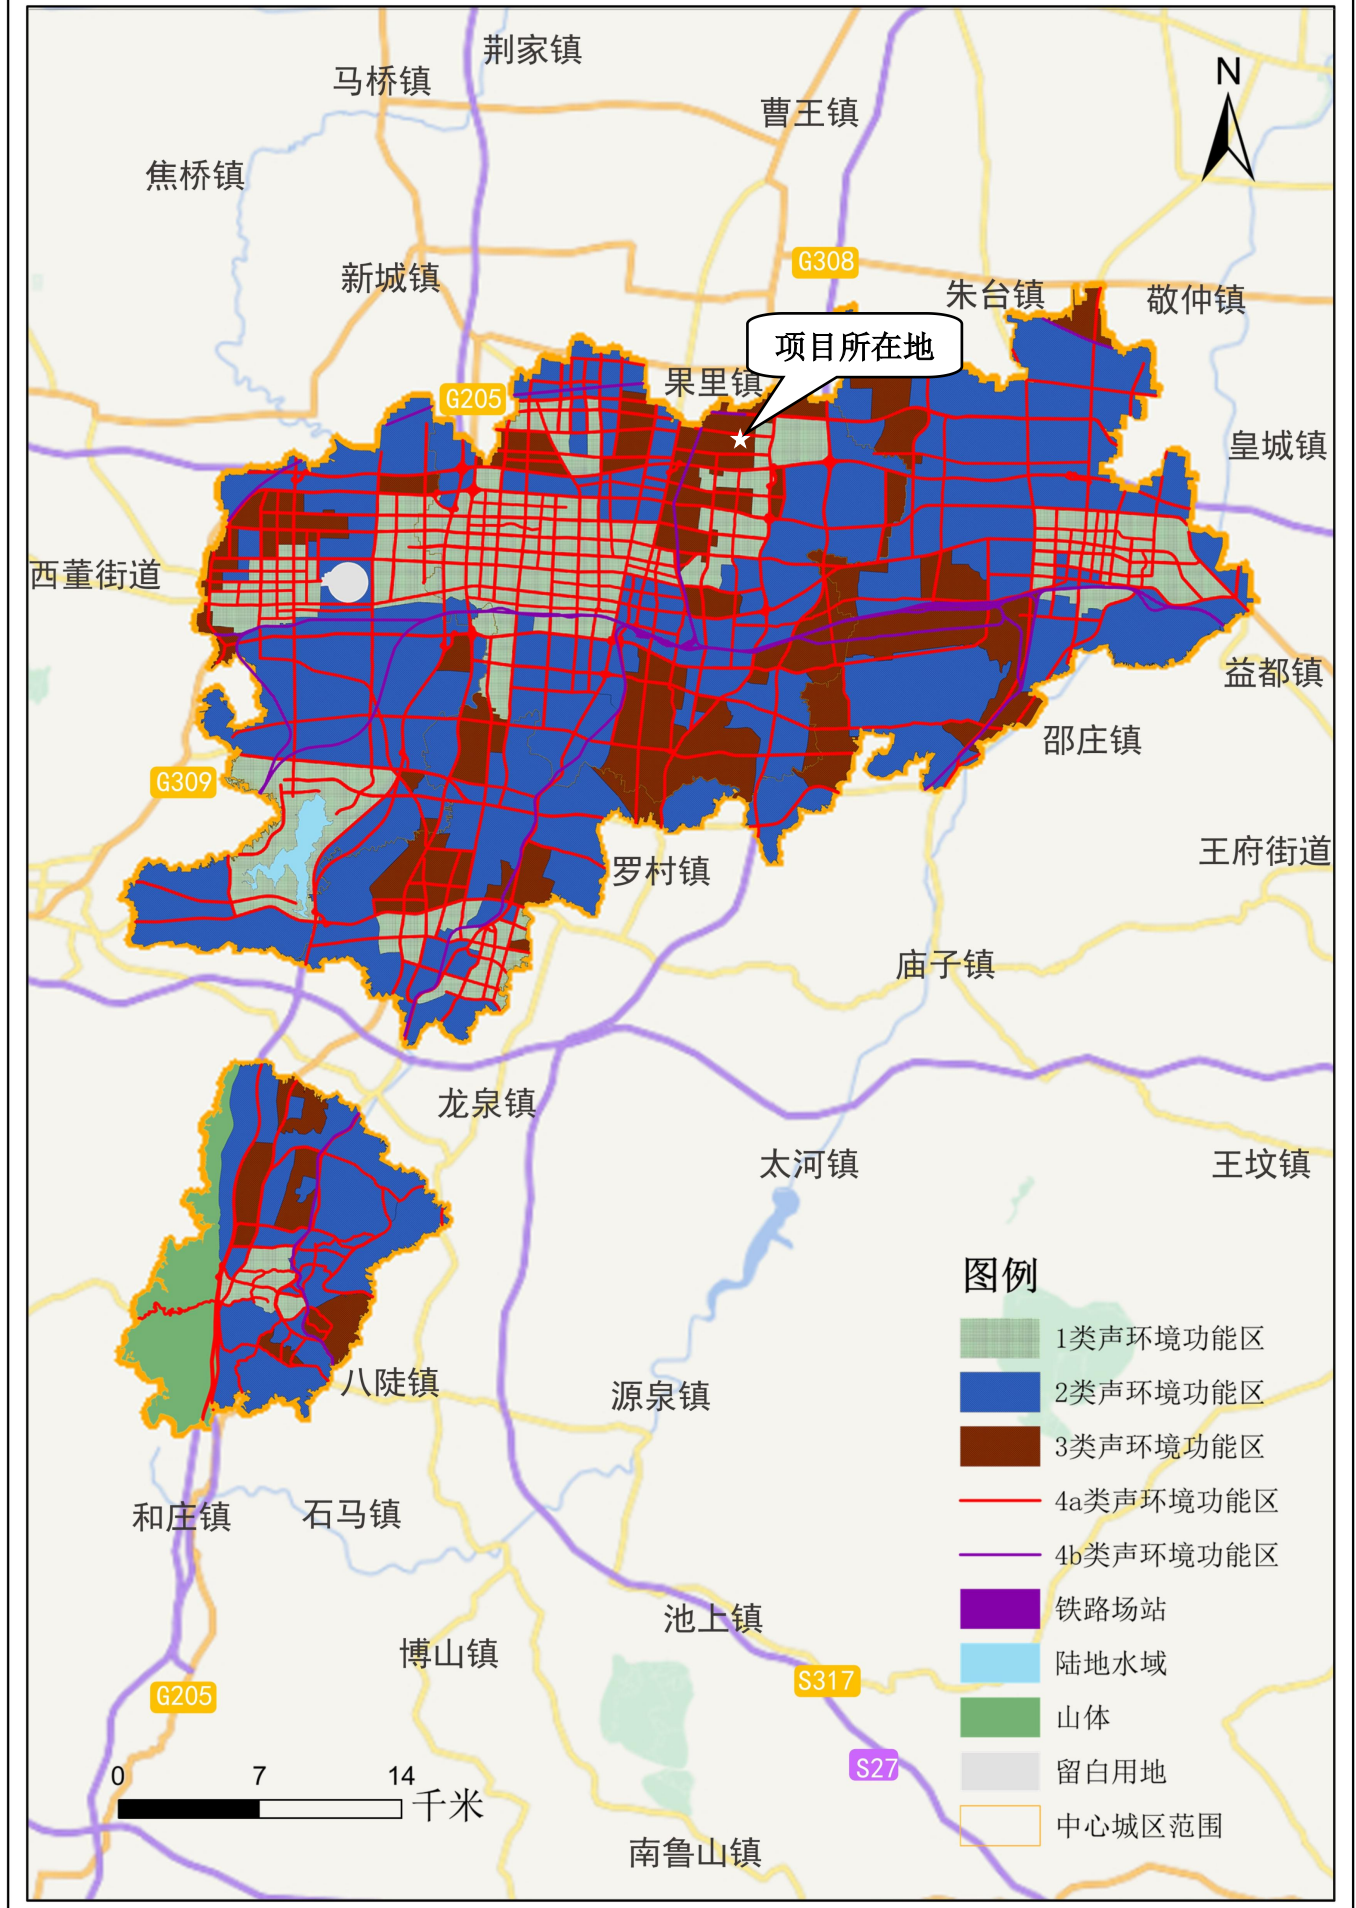 荆家镇
马桥镇
N
曹王镇
焦桥镇
G308
新城镇
朱台镇
敬仲镇
项目所在地
果里镇
G205
皇城镇
西董街道
益都镇
邵庄镇
G309
王府街道
罗村镇
庙子镇
龙泉镇
太河镇
王坟镇
图例
1类声环境功能区
八陡镇
源泉镇
2类声环境功能区
3类声环境功能区
和庄镇
石马镇
4a类声环境功能区
4b类声环境功能区
池上镇
铁路场站
博山镇
陆地水域
G205
S317
山体
S27
留白用地
0 7 14
千米
中心城区范围
南鲁山镇